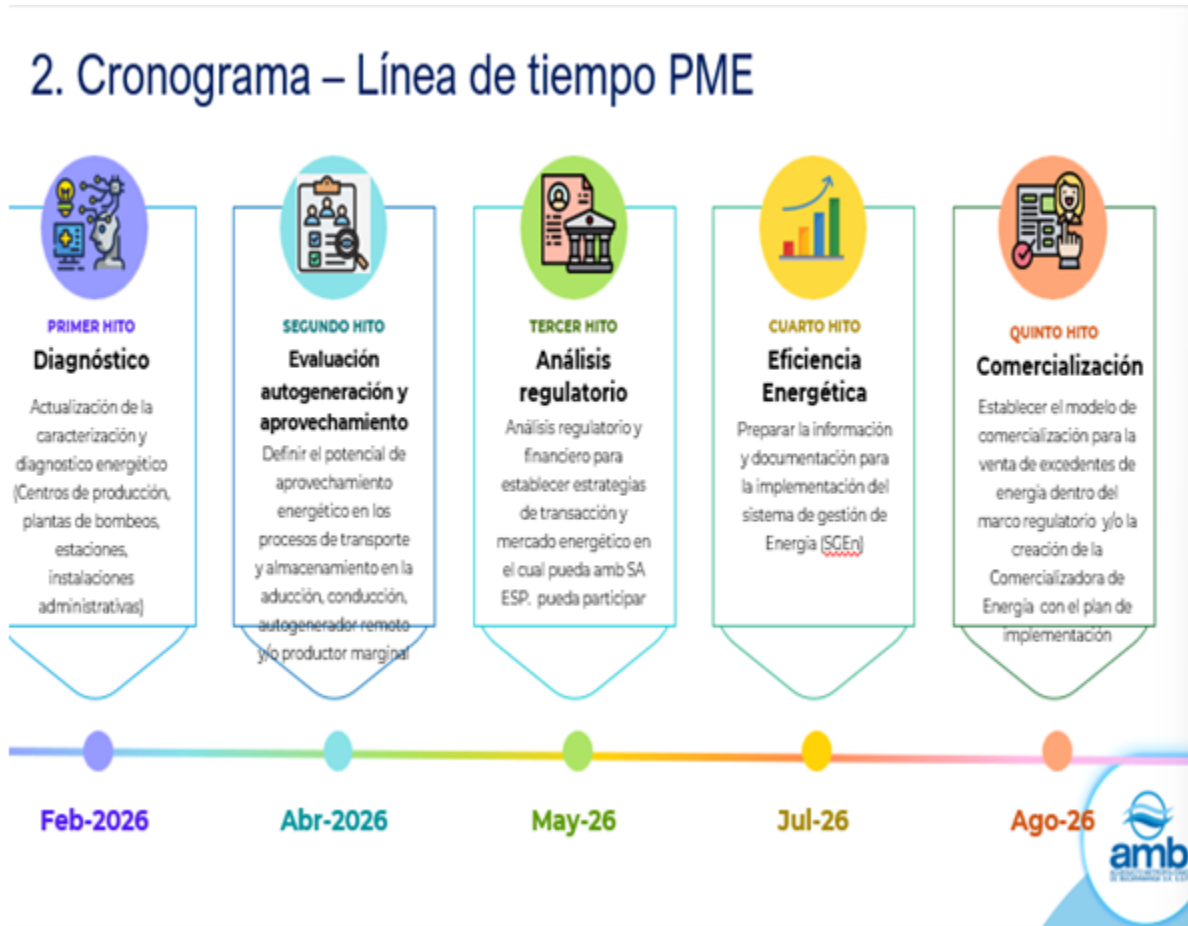 2. Cronograma – Línea de tiempo PME
PRIMER HITO
Diagnóstico
Actualización de la
caracterización y
diagnostico energético
(Centros de producción,
plantas de bombeos,
estaciones,
instalaciones
administrativas)
SEGUNDO HITO
Evaluación
autogeneración y
aprovechamiento
Definir el potencial de
aprovechamiento
energético en los
procesos de transporte
y almacenamiento en la
aducción, conducción,
autogenerador remoto
y/o productor marginal
TERCER HITO
Análisis
regulatorio
Análisis regulatorio y
financiero para
establecer estrategias
de transacción y
mercado energético en
el cual pueda amb SA
ESP. pueda participar
CUARTO HITO
Eficiencia
Energética
Preparar la información
y documentación para
la implementación del
sistema de gestión de
Energía (SGEn)
QUINTO HITO
Comercialización
Establecer el modelo de
comercialización para la
venta de excedentes de
energía dentro del
marco regulatorio y/o la
creación de la
Comercializadora de
Energía con el plan de
implementación
Feb-2026
Abr-2026
May-26
Jul-26
Ago-26
amb